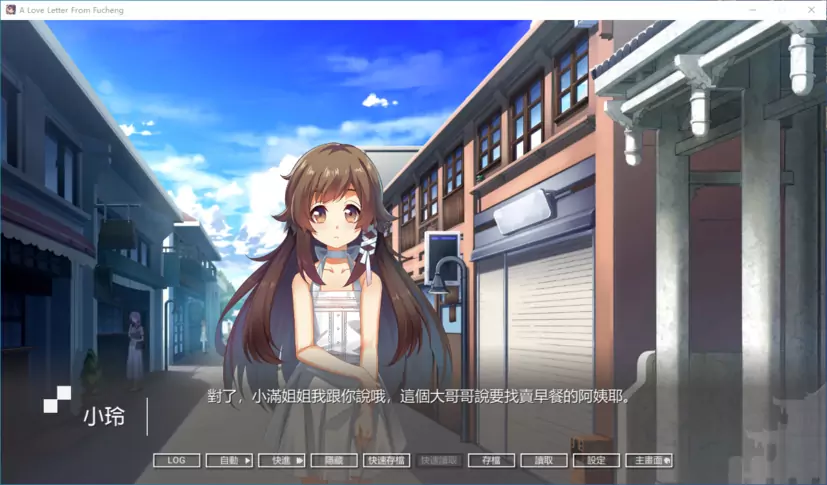 A Love Letter From Fucheng
對了，小滿姐姐我跟你說哦，這個大哥哥說要找賣早餐的阿姨耶。
小玲
LOG 自動 快進 隱藏 快速存檔 快速讀取 存檔 讀取 設定 主畫面